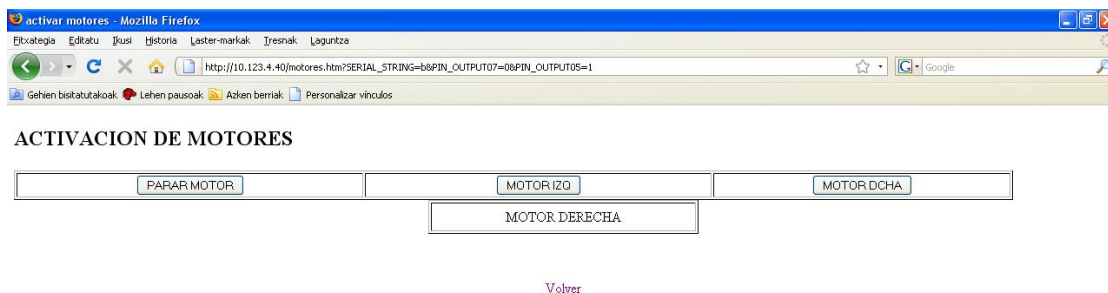 activar motores - Mozilla Firefox
Fitxategia Editatu Ikusi Historia Laster-markak Tresnak Laguntza
http://10.123.4.40/motores.htm?SERIAL_STRING=b&PIN_OUTPUT07=0&PIN_OUTPUT05=1 G Google
Gehien bisitatutakoak Lehen pausoak Azken berriak Personalizar vínculos
ACTIVACION DE MOTORES
PARAR MOTOR MOTOR IZQ MOTOR DCHA
MOTOR DERECHA
Volver